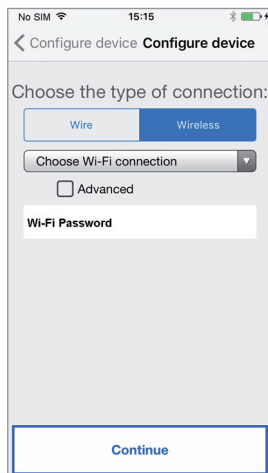 No SIM 15:15
Configure device Configure device
Choose the type of connection:
Wire Wireless
Choose Wi-Fi connection
Advanced
Wi-Fi Password
Continue